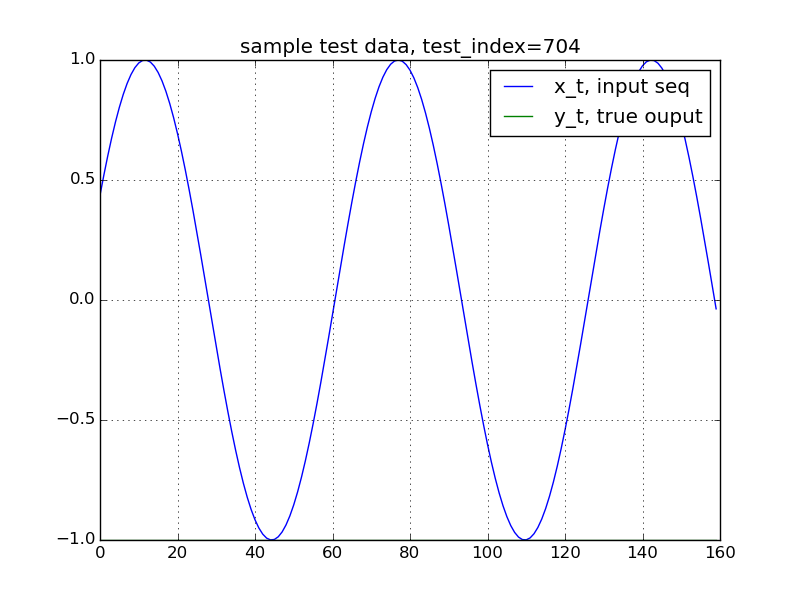 sample test data, test_index=704
x_t, input seq
y_t, true ouput
1.0
0.5
0.0
−0.5
−1.0
0 20 40 60 80 100 120 140 160